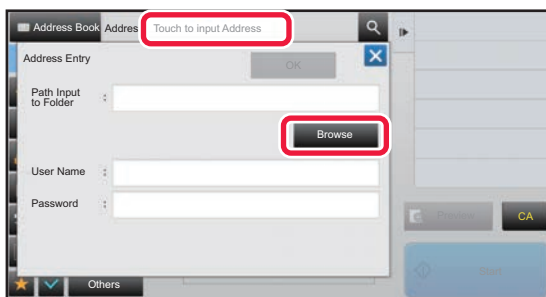 Address Book Addres Touch to input Address
Address Entry OK
Path Input
to Folder :
Browse
User Name :
Password :
CA
Start
Others